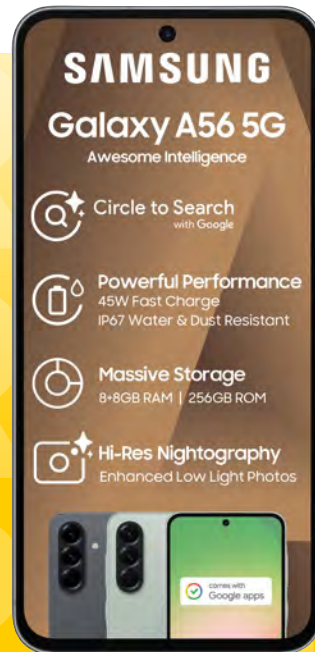 SAMSUNG
Galaxy A56 5G
Awesome Intelligence
Circle to Search
with Google
Powerful Performance
45W Fast Charge
IP67 Water & Dust Resistant
Massive Storage
8+8GB RAM | 256GB ROM
Hi-Res Nightography
Enhanced Low Light Photos
comes with
Google apps